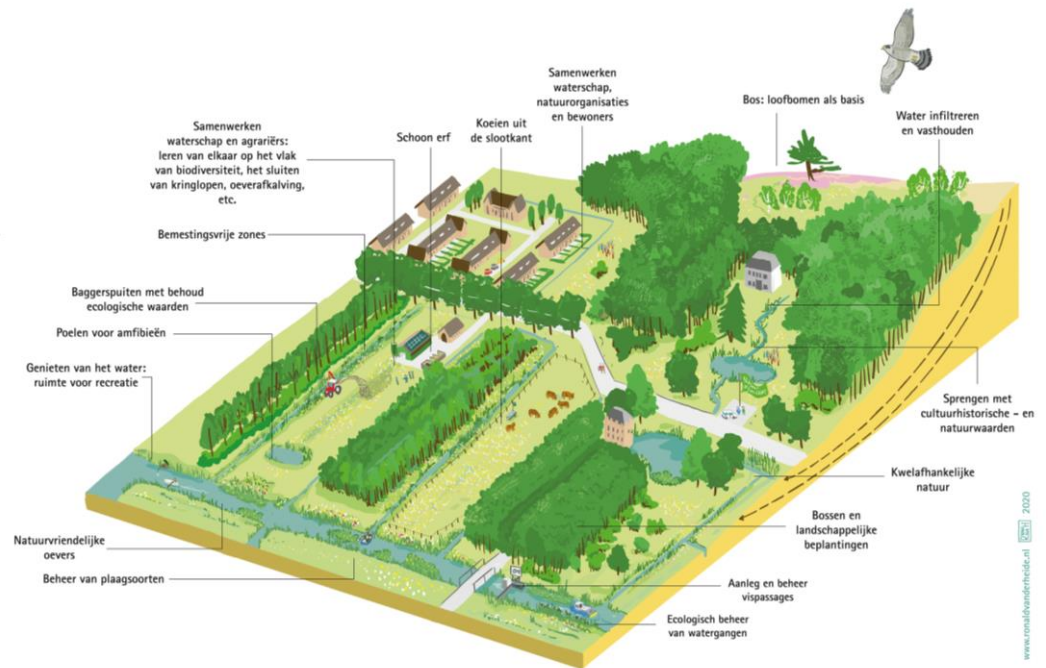 Samenwerken
waterschap,
natuurorganisaties
en bewoners
Bos: loofbomen als basis
Water infiltreren
en vasthouden
Samenwerken
waterschap en agrariërs:
leren van elkaar op het vlak
van biodiversiteit, het sluiten
van kringlopen, oeverafkalving,
etc.
Schoon erf
Koeien uit
de slootkant
Bemestingsvrije zones
Baggerspuiten met behoud
ecologische waarden
Poelen voor amfibieën
Genieten van het water:
ruimte voor recreatie
Sprengen met
cultuurhistorische - en
natuurwaarden
Kwelafhankelijke
natuur
Bossen en
landschappelijke
beplantingen
Natuurvriendelijke
oevers
Beheer van plaagsoorten
Aanleg en beheer
vispassages
Ecologisch beheer
van watergangen
www.ronaldvanderheide.nl 2020